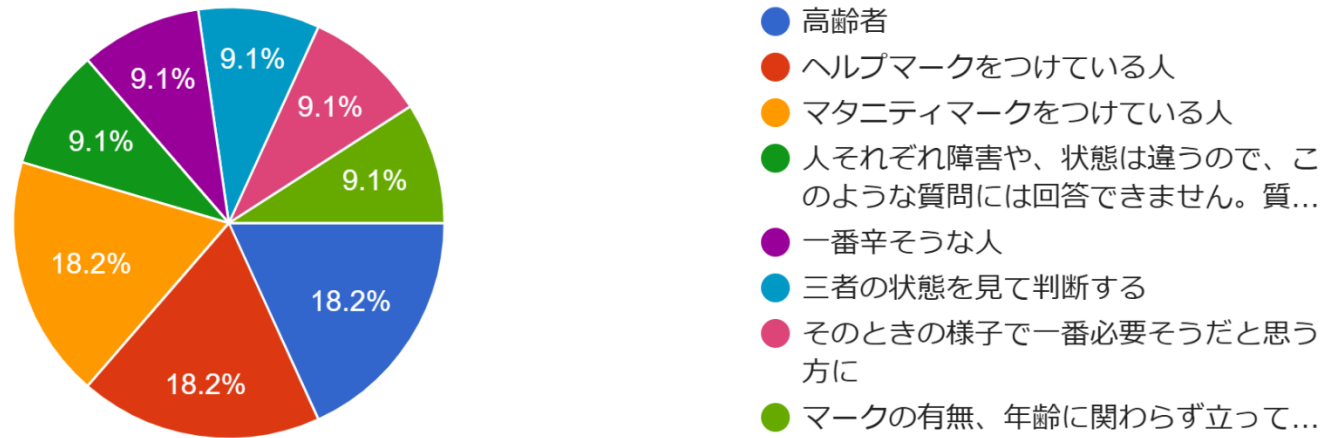 9.1%
9.1%
9.1%
9.1%
9.1%
18.2%
18.2%
18.2%
高齢者
ヘルプマークをつけている人
マタニティマークをつけている人
人それぞれ障害や、状態は違うので、こ
のような質問には回答できません。質...
一番辛そうな人
三者の状態を見て判断する
そのときの様子で一番必要そうだと思う
方に
マークの有無、年齢に関わらず立って...